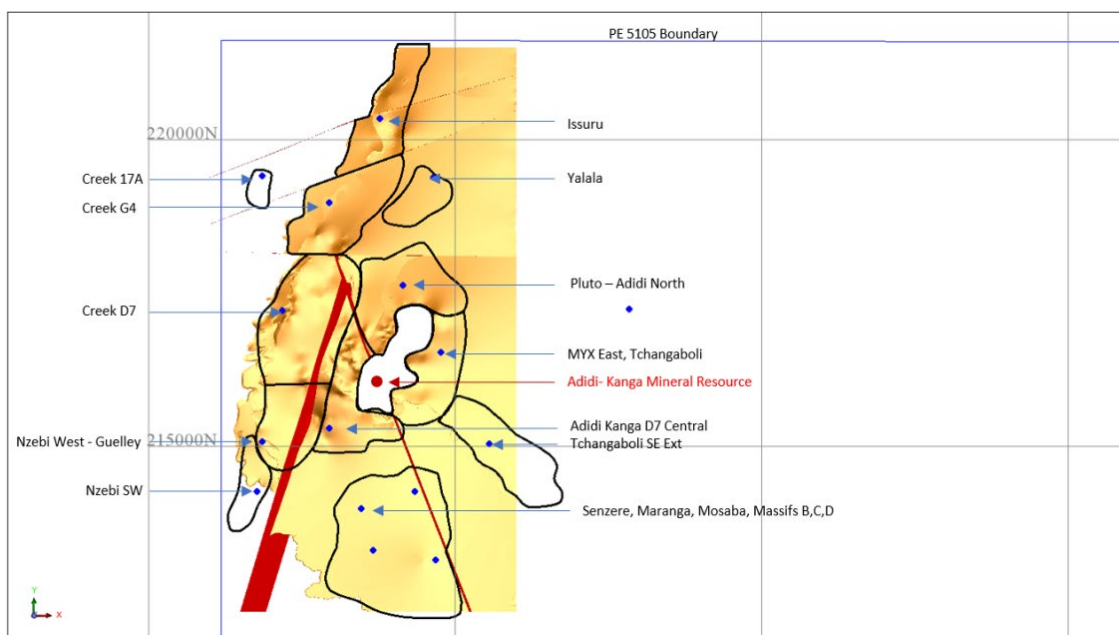 PE 5105 Boundary
Issuru
220000N
Creek 17A
Yalala
Creek G4
Pluto – Adidi North
Creek D7
MYX East, Tchangaboli
Adidi- Kanga Mineral Resource
Adidi Kanga D7 Central
Nzebi West - Guelley
215000N
Tchangaboli SE Ext
Nzebi SW
Senzere, Maranga, Mosaba, Massifs B,C,D
Y
X